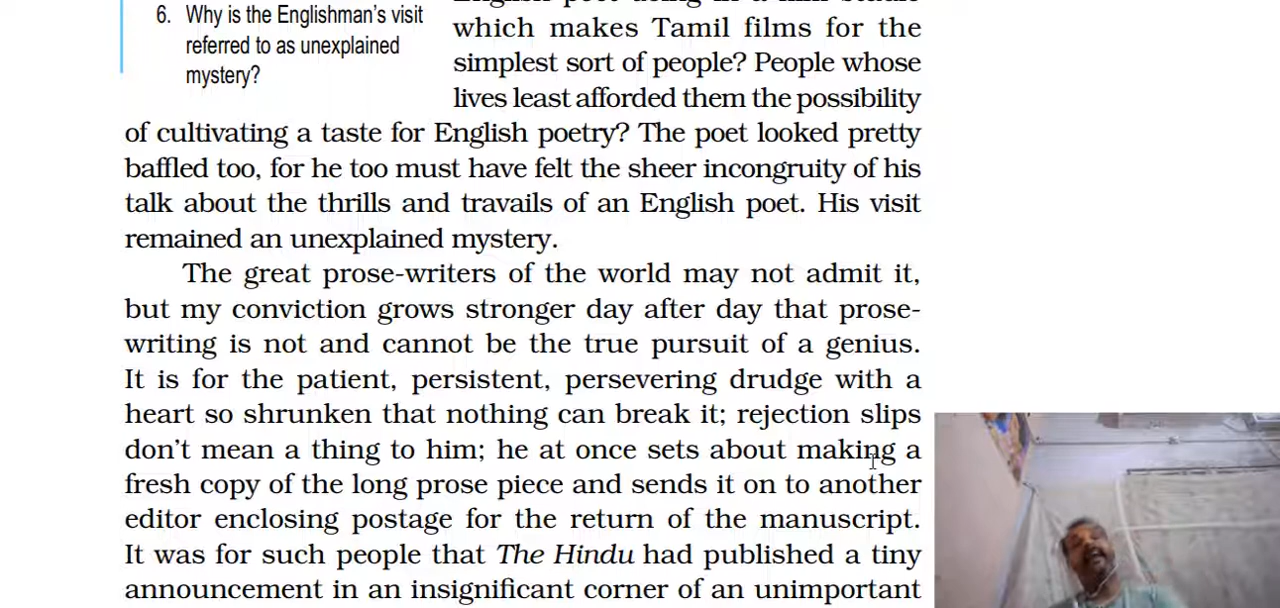 6. Why is the Englishman's visit
referred to as unexplained
mystery?
which makes Tamil films for the
simplest sort of people? People whose
lives least afforded them the possibility
of cultivating a taste for English poetry? The poet looked pretty
baffled too, for he too must have felt the sheer incongruity of his
talk about the thrills and travails of an English poet. His visit
remained an unexplained mystery.
The great prose-writers of the world may not admit it,
but my conviction grows stronger day after day that prose-
writing is not and cannot be the true pursuit of a genius.
It is for the patient, persistent, persevering drudge with a
heart so shrunken that nothing can break it; rejection slips
don't mean a thing to him; he at once sets about making a
fresh copy of the long prose piece and sends it on to another
editor enclosing postage for the return of the manuscript.
It was for such people that The Hindu had published a tiny
announcement in an insignificant corner of an unimportant